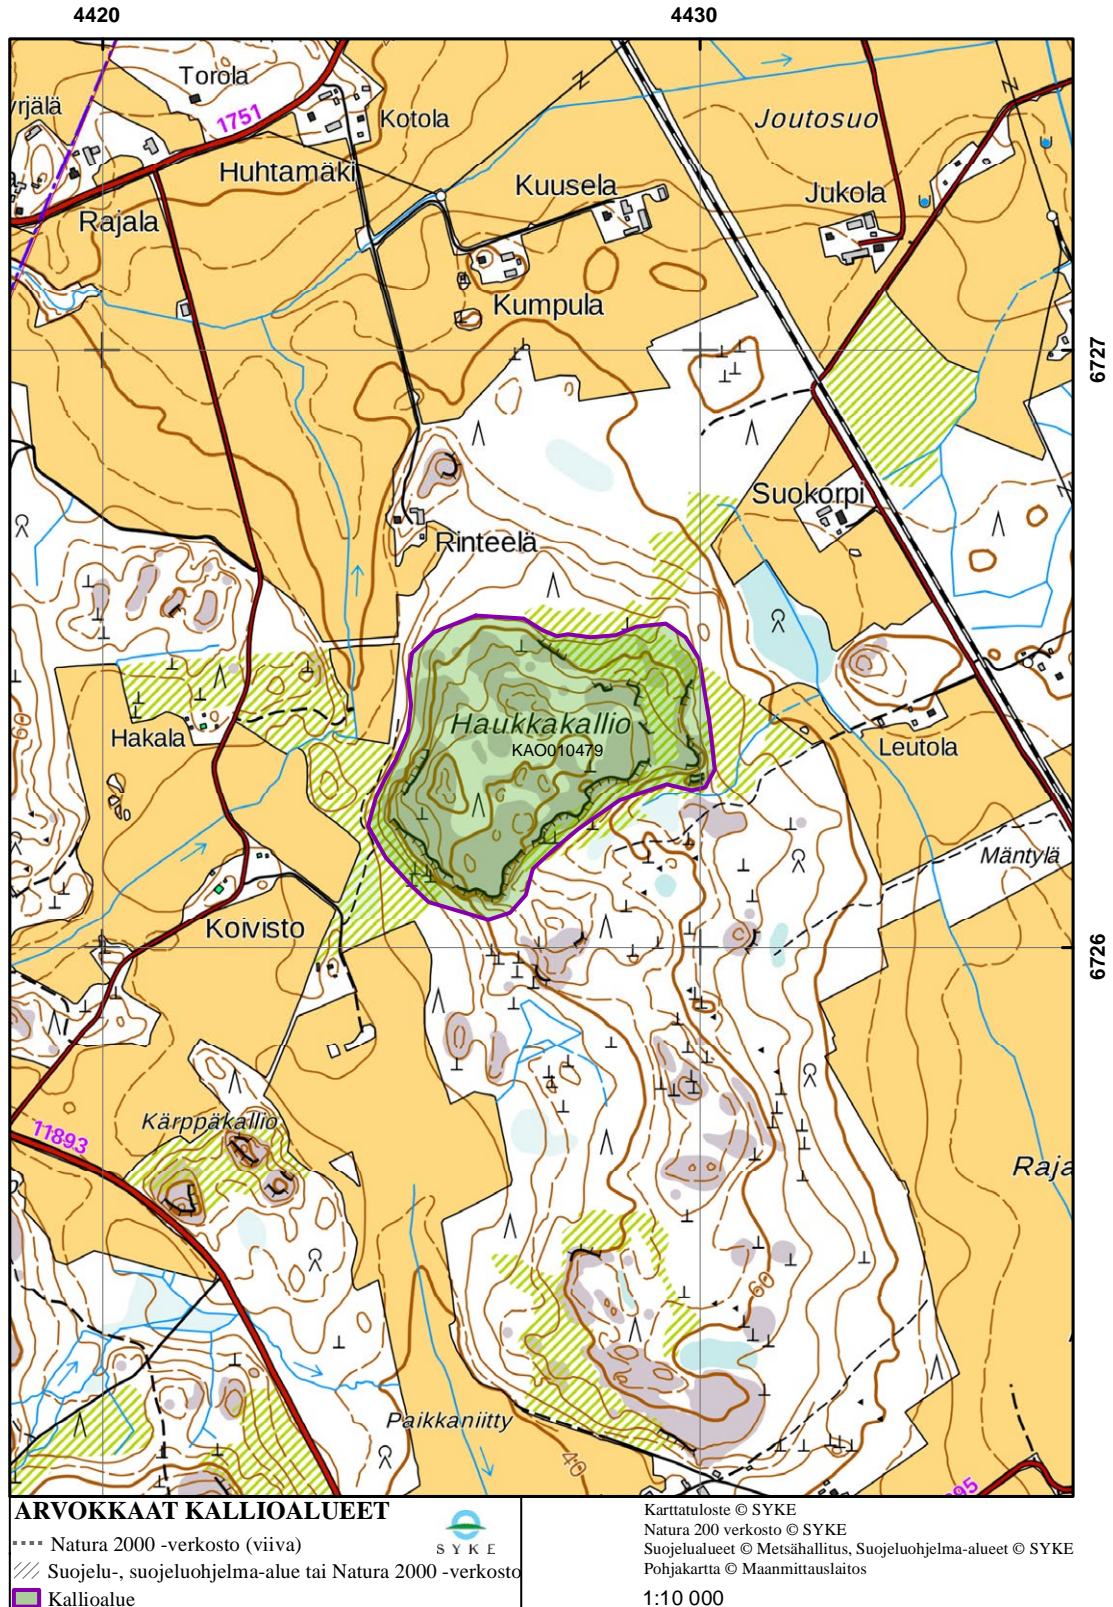 4420
4430
Torola
yrjälä
1751
Kotola
Joutosuo
Huhtamäki
Kuusela
Jukola
Rajala
Kumpula
6727
Suokorpi
Rinteelä
60
Haukkakallio
KAO010479
Hakala
Leutola
Mäntylä
Koivisto
6726
Kärppäkallio
11893
Raja
60
Paikkaniitty
40
095
ARVOKKAAT KALLIOALUEET
Natura 2000 -verkosto (viiva)
Suojelu-, suojeluohjelma-alue tai Natura 2000 -verkosto
Kallioalue
SYKE
Karttatuloste © SYKE
Natura 200 verkosto © SYKE
Suojelualueet © Metsähallitus, Suojeluohjelma-alueet © SYKE
Pohjakartta © Maanmittauslaitos
1:10 000